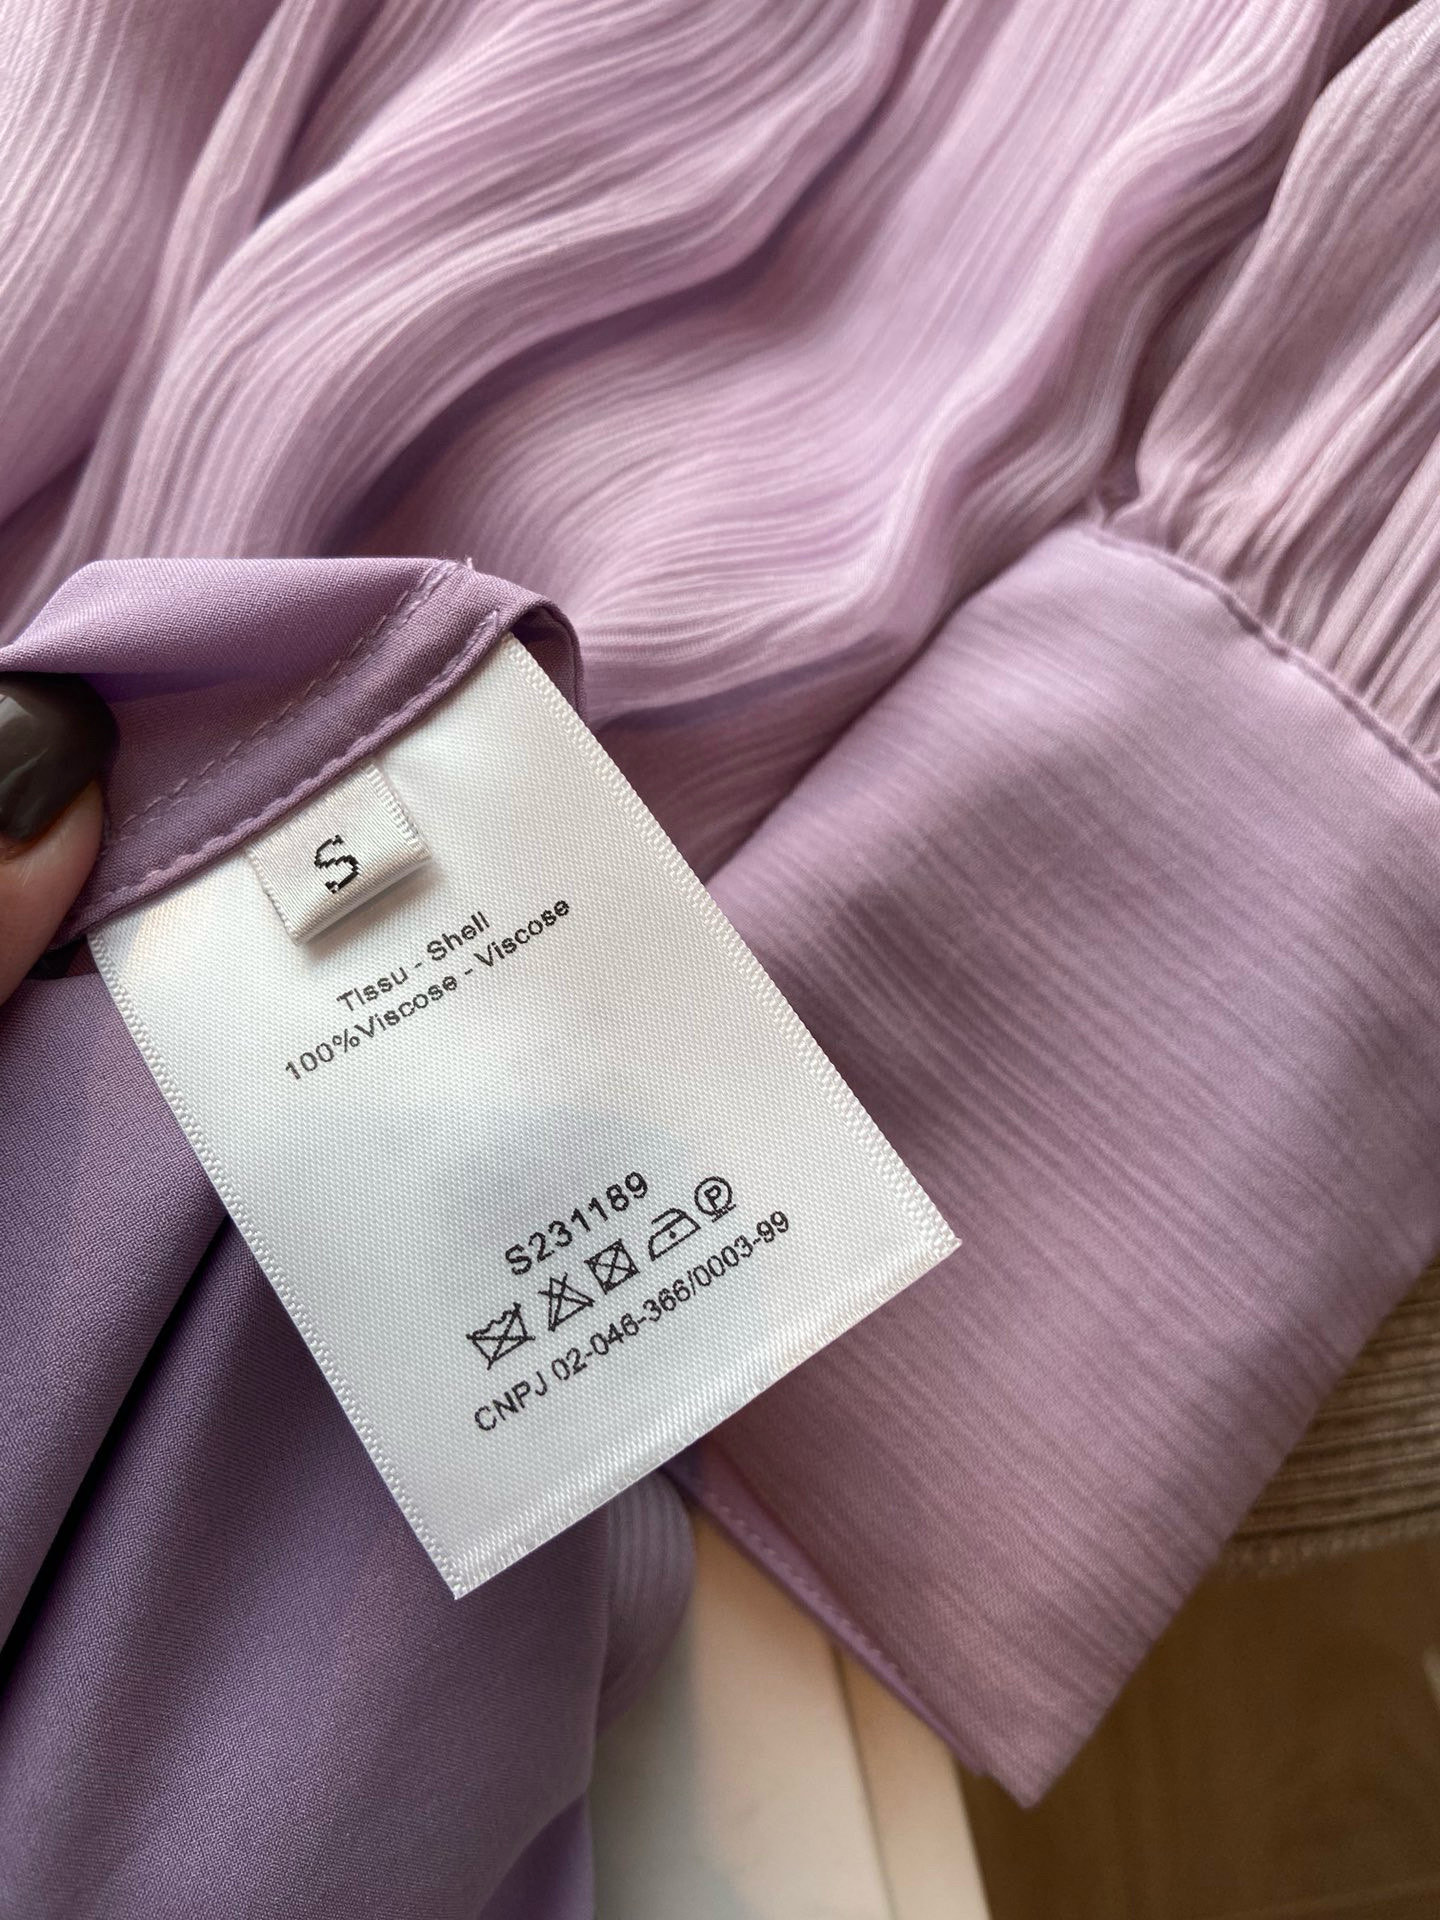 S
Tissu - Shell
100%Viscose - Viscose
S231189
P
CNPJ 02-046-366/0003-99